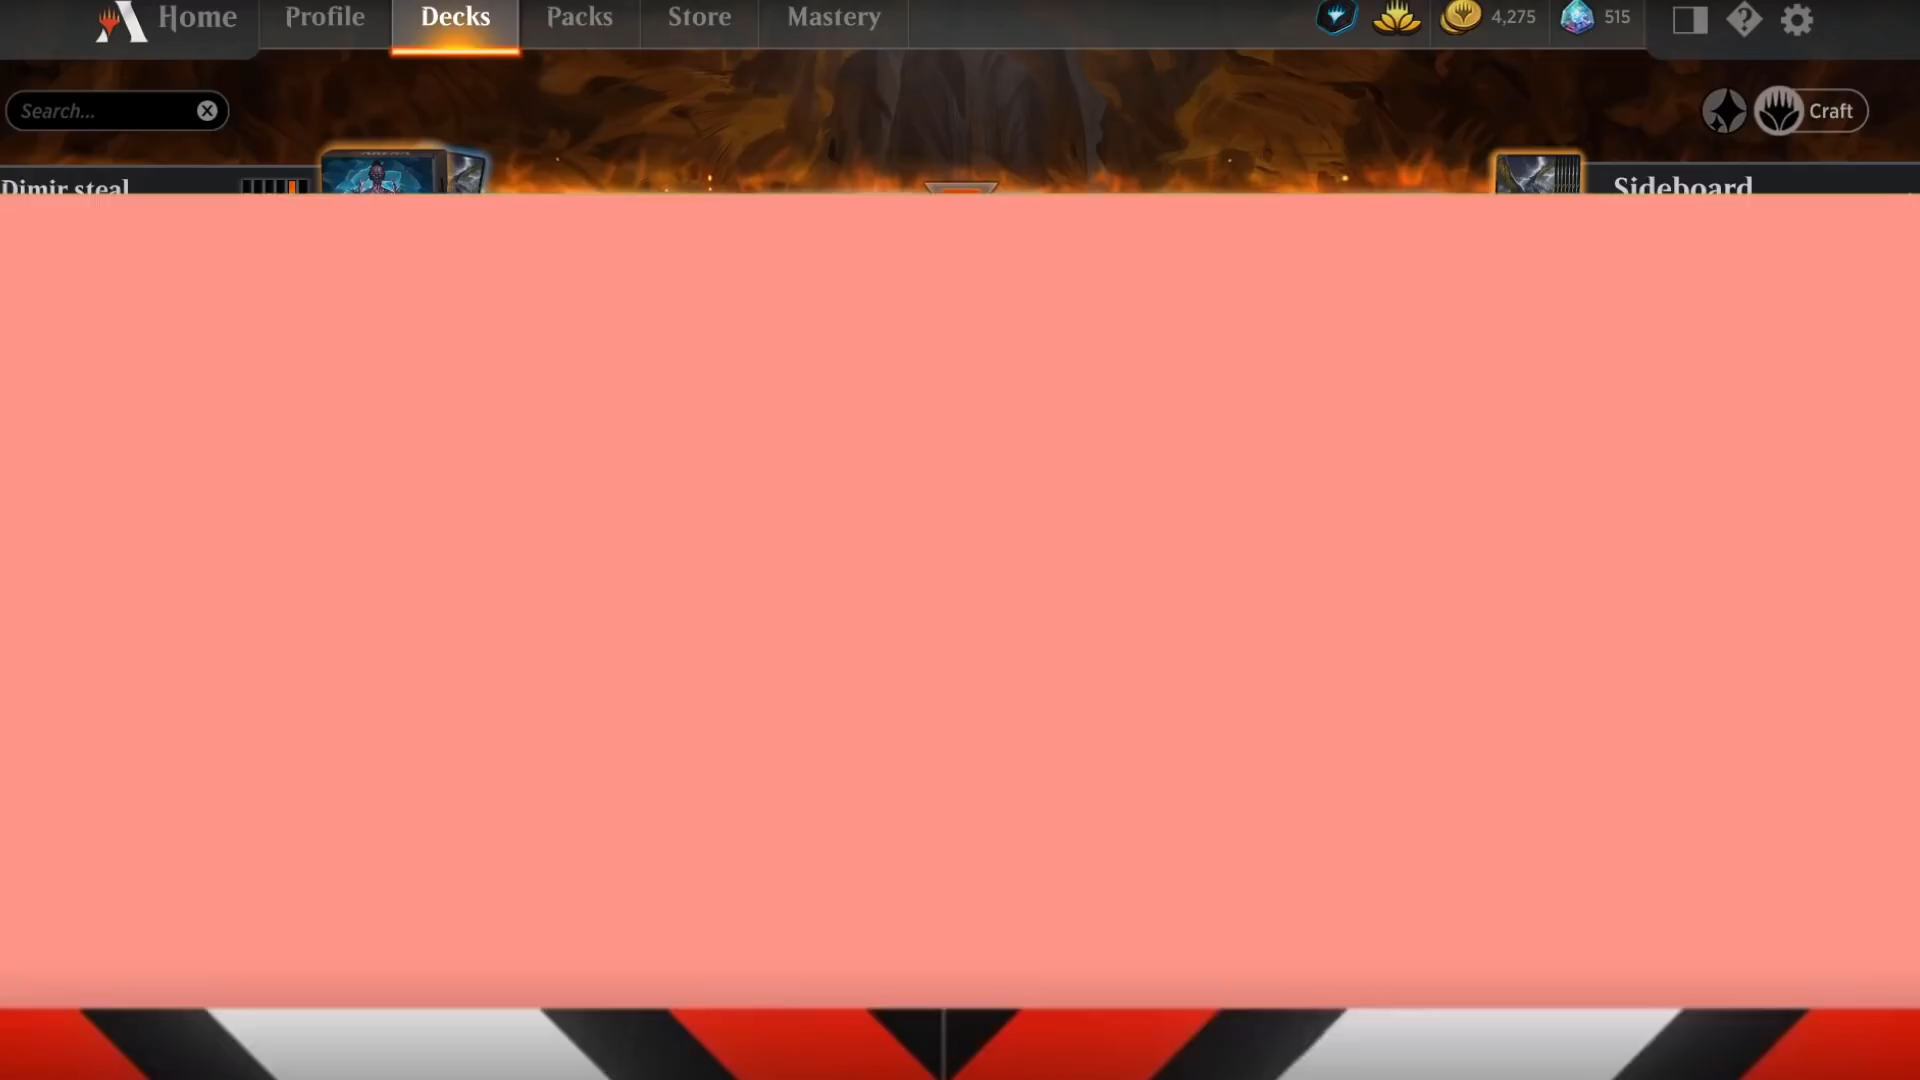 Home Profile Decks Packs Store Mastery 4,275 515
Search... Craft
Dimir steal Sideboard